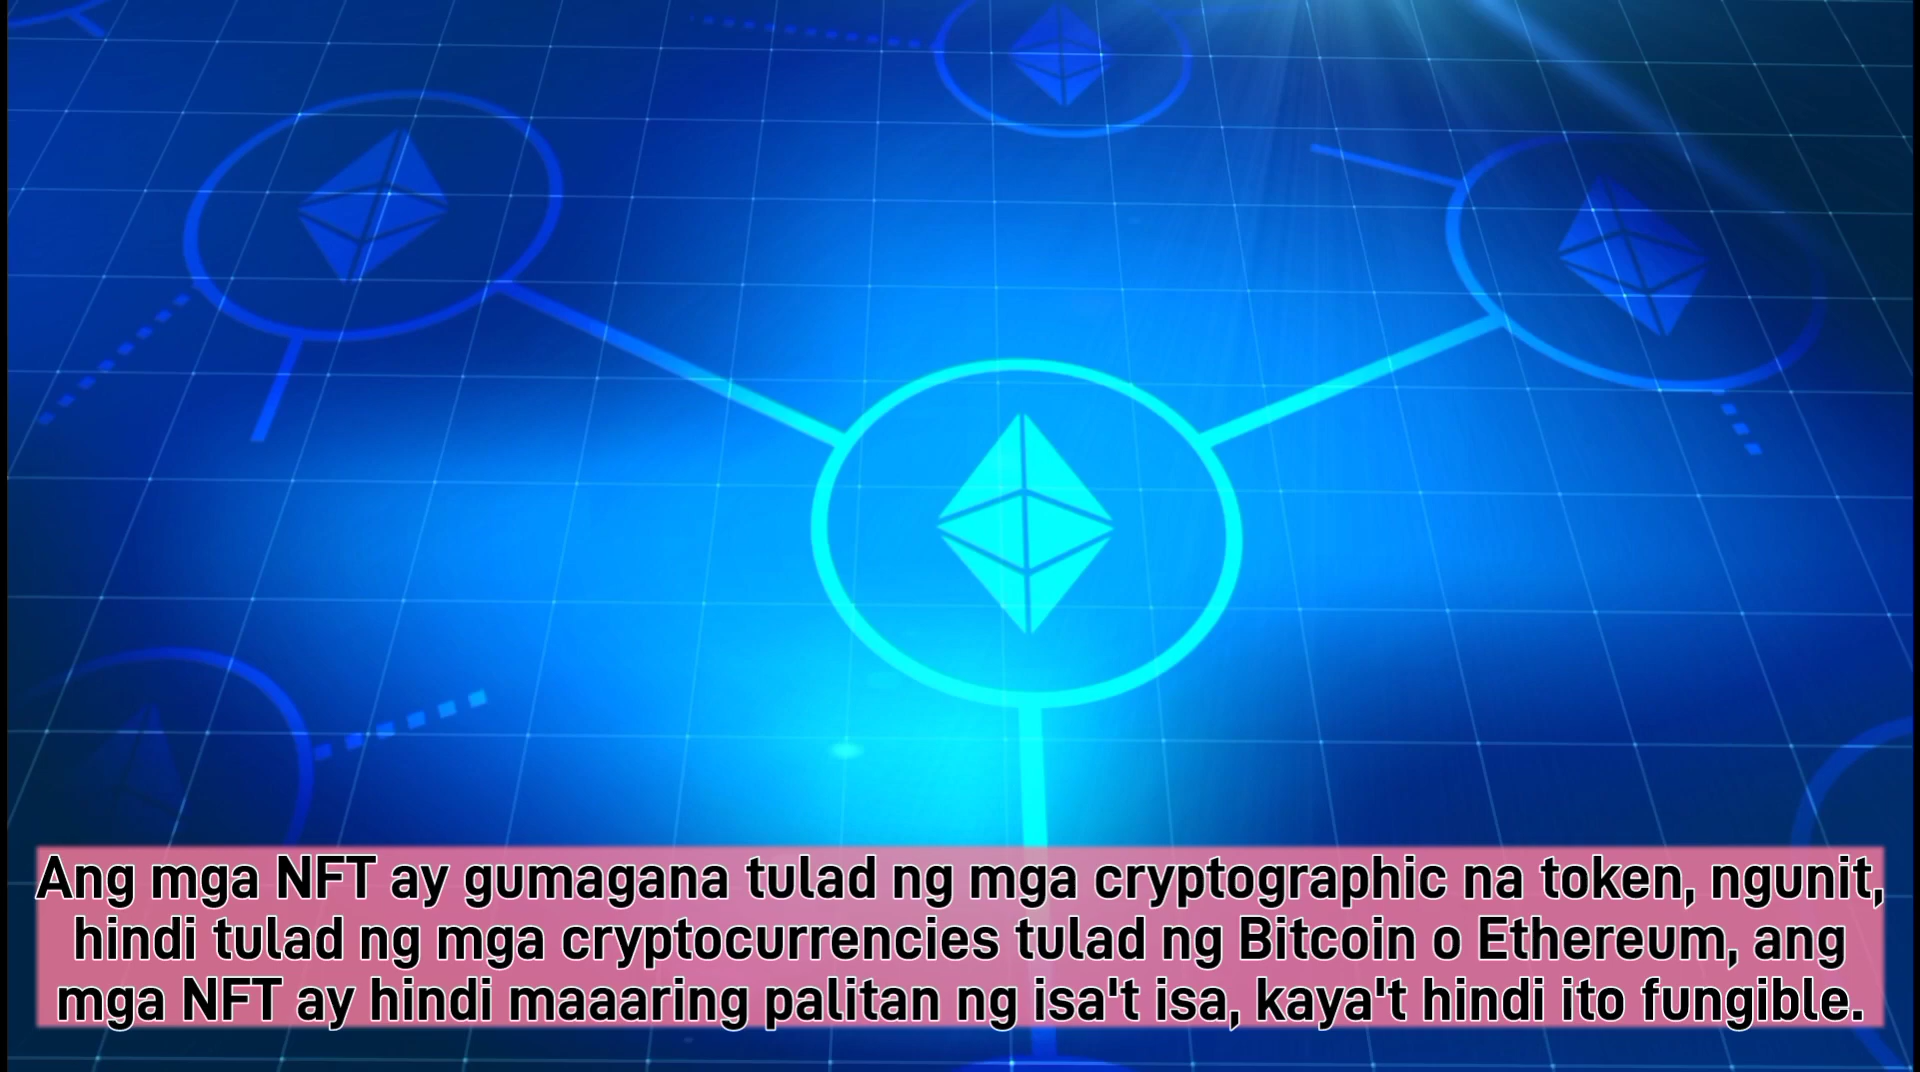 Ang mga NFT ay gumagana tulad ng mga cryptographic na token, ngunit,
hindi tulad ng mga cryptocurrencies tulad ng Bitcoin o Ethereum, ang
mga NFT ay hindi maaaring palitan ng isa't isa, kaya't hindi ito fungible.